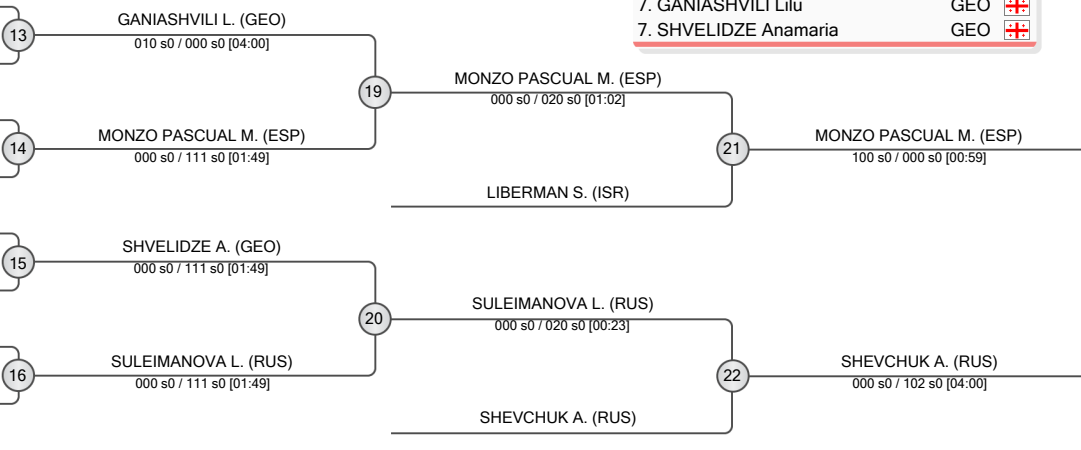 7. GANIASHVILI Lilu GEO
7. SHVELIDZE Anamaria GEO
13
GANIASHVILI L. (GEO)
010 s0 / 000 s0 [04:00]
19
MONZO PASCUAL M. (ESP)
000 s0 / 020 s0 [01:02]
14
MONZO PASCUAL M. (ESP)
000 s0 / 111 s0 [01:49]
21
MONZO PASCUAL M. (ESP)
100 s0 / 000 s0 [00:59]
LIBERMAN S. (ISR)
15
SHVELIDZE A. (GEO)
000 s0 / 111 s0 [01:49]
20
SULEIMANOVA L. (RUS)
000 s0 / 020 s0 [00:23]
16
SULEIMANOVA L. (RUS)
000 s0 / 111 s0 [01:49]
22
SHEVCHUK A. (RUS)
000 s0 / 102 s0 [04:00]
SHEVCHUK A. (RUS)